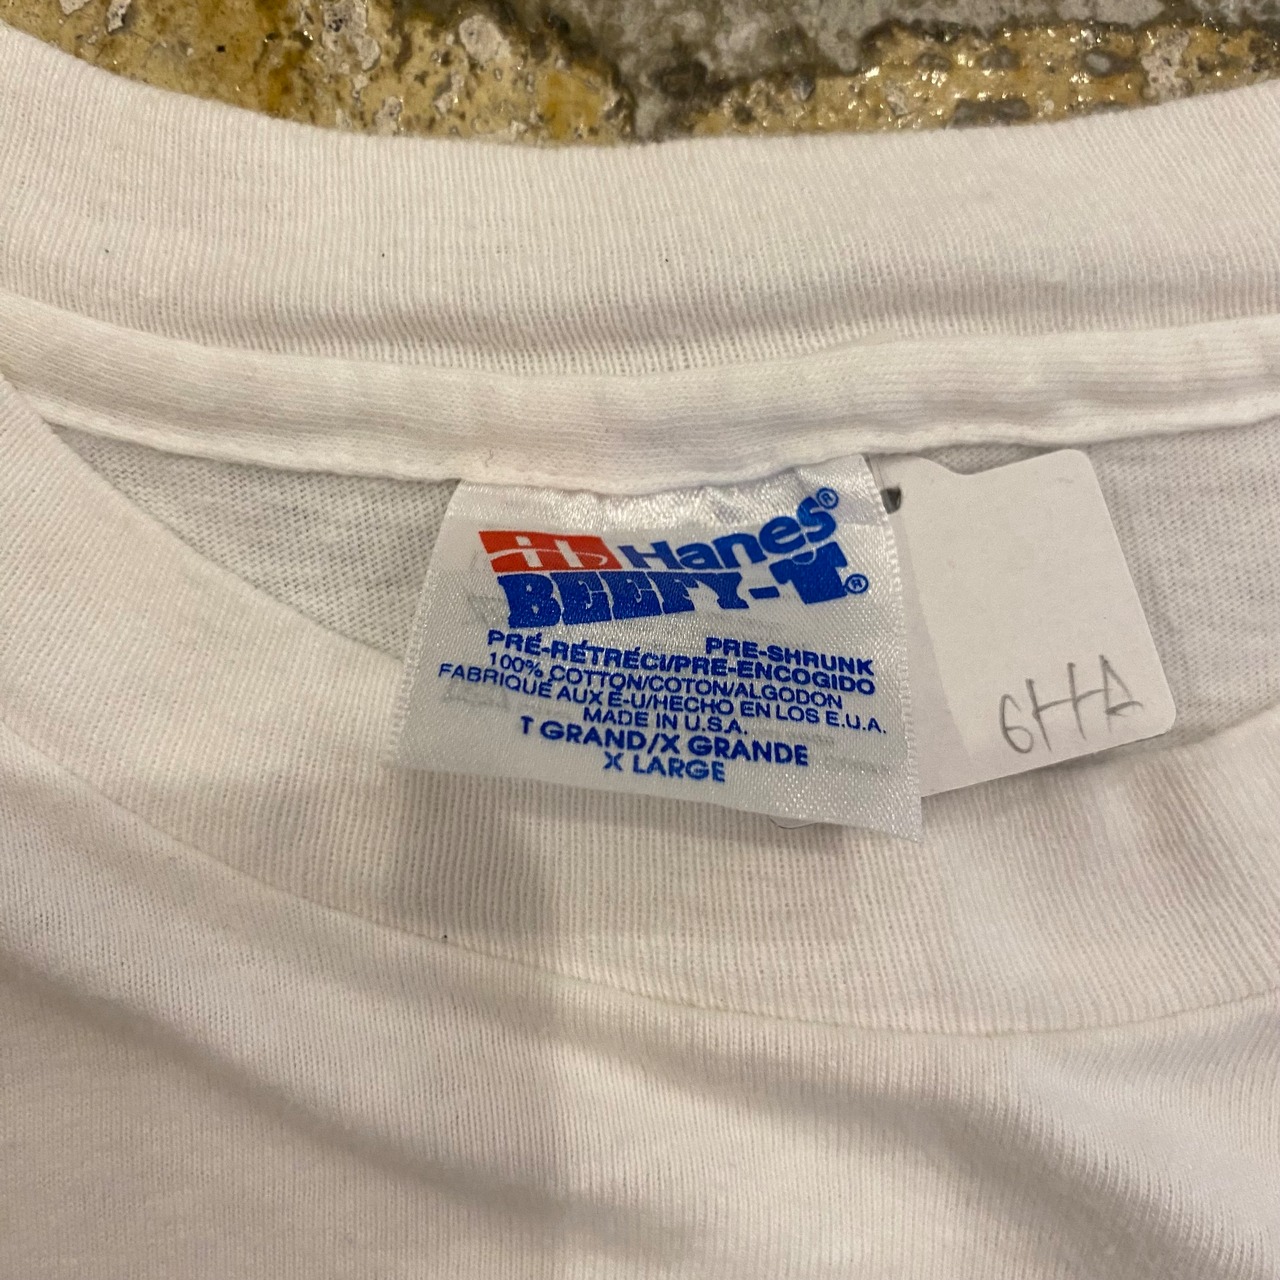 Hanes®
BEEFY-T®
PRE-SHRUNK
PRÉ-RÉTRÉCI/PRE-ENCOGIDO
100% COTTON/COTON/ALGODON
FABRIQUÉ AUX É-U/HECHO EN LOS E.U.A.
MADE IN U.S.A.
T GRAND/X GRANDE
X LARGE